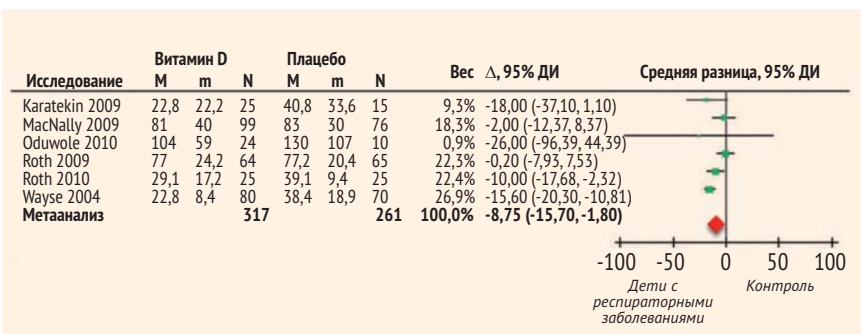 Витамин D Плацебо
Исследование M m N M m N Вес Δ, 95% ДИ Средняя разница, 95% ДИ
Karatekin 2009 22,8 22,2 25 40,8 33,6 15 9,3% -18,00 (-37,10, 1,10)
MacNally 2009 81 40 99 83 30 76 18,3% -2,00 (-12,37, 8,37)
Oduwole 2010 104 59 24 130 107 10 0,9% -26,00 (-96,39, 44,39)
Roth 2009 77 24,2 64 77,2 20,4 65 22,3% -0,20 (-7,93, 7,53)
Roth 2010 29,1 17,2 25 39,1 9,4 25 22,4% -10,00 (-17,68, -2,32)
Wayse 2004 22,8 8,4 80 38,4 18,9 70 26,9% -15,60 (-20,30, -10,81)
Метаанализ 317 261 100,0% -8,75 (-15,70, -1,80)
-100 -50 0 50 100
Дети с Контроль
респираторными
заболеваниями